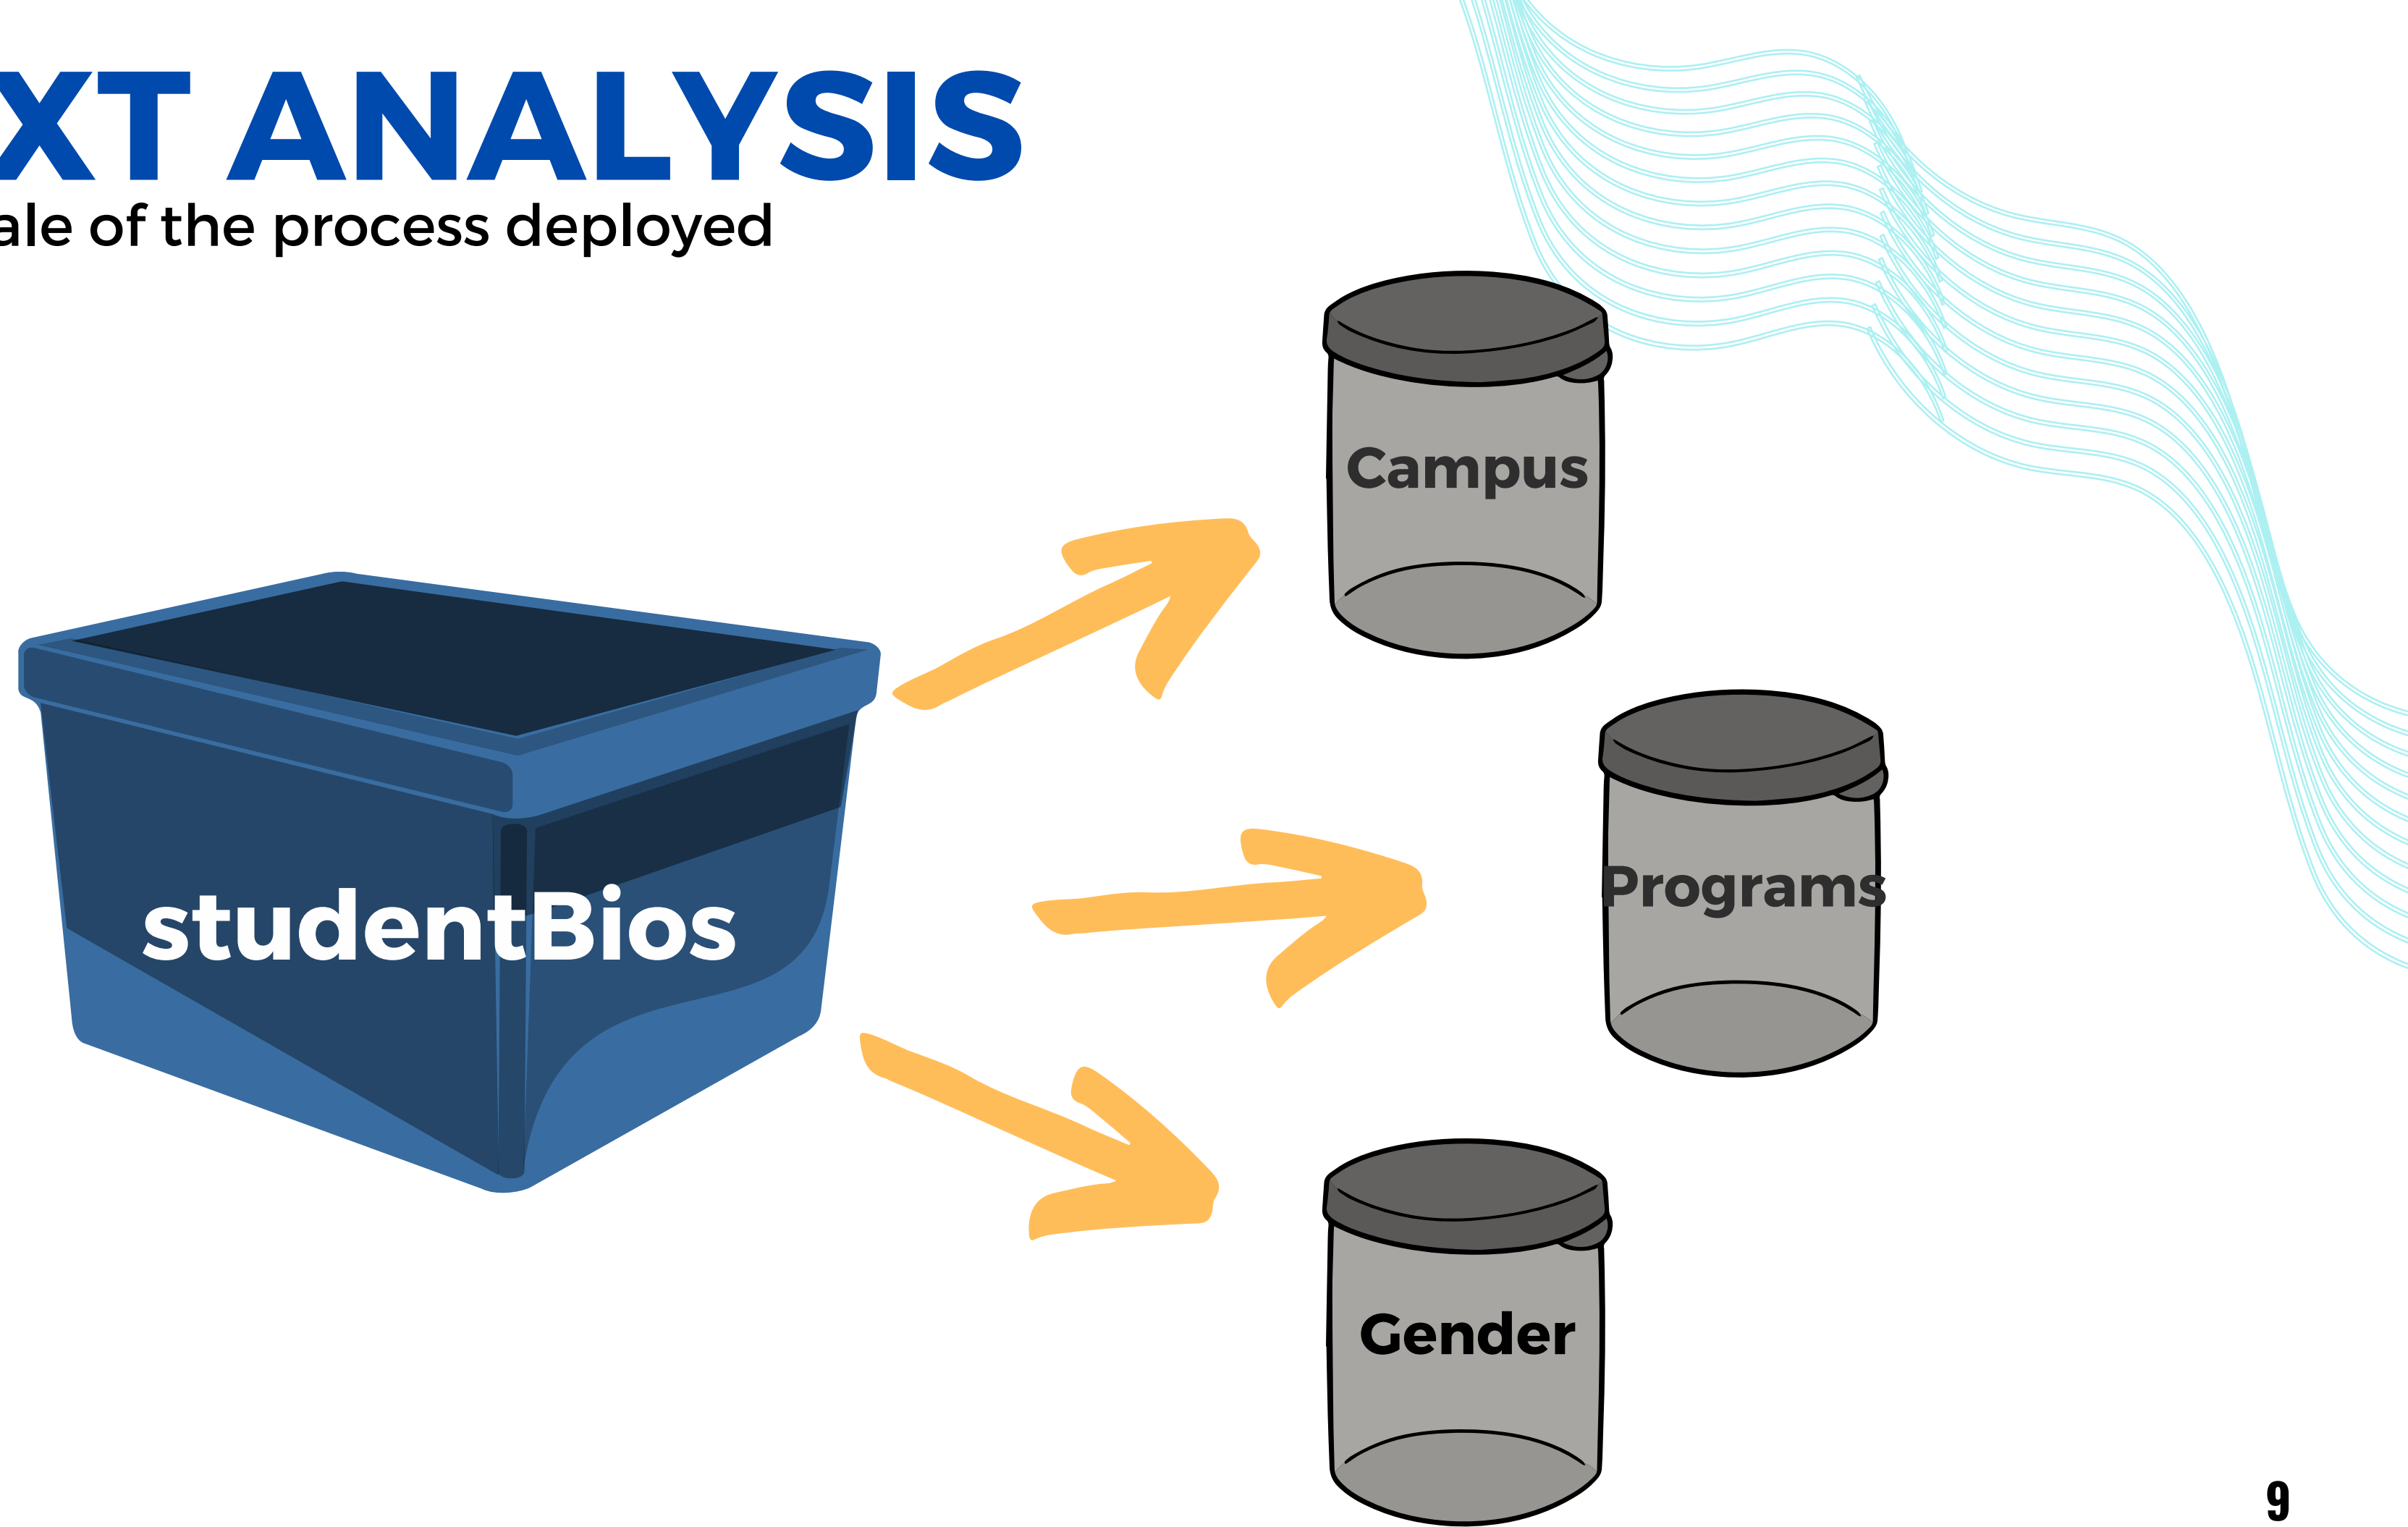 XT ANALYSIS
ale of the process deployed
Campus
studentBios
Programs
Gender
9